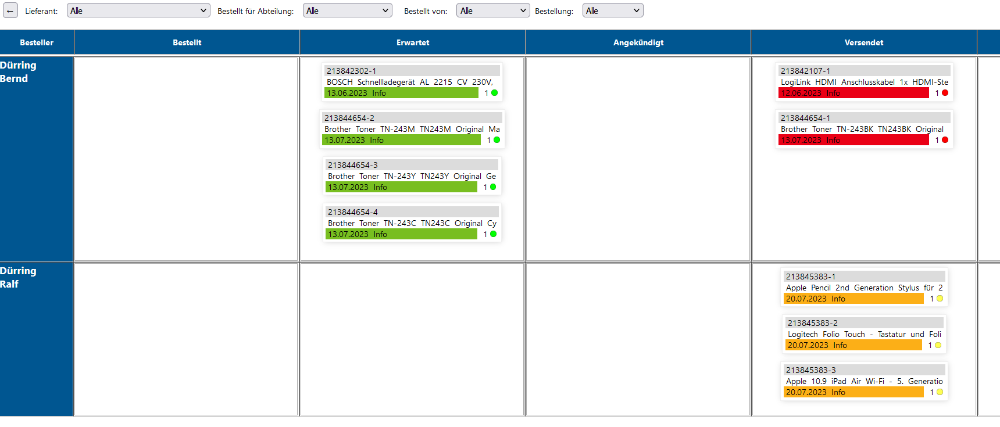 ← Lieferant: Alle Bestellt für Abteilung: Alle Bestellt von: Alle Bestellung: Alle
Besteller Bestellt Erwartet Angekündigt Versendet
Dürring
Bernd
213842302-1
BOSCH Schnellladegerät AL 2215 CV 230V,
13.06.2023 Info 1
213844654-2
Brother Toner TN-243M TN243M Original Ma
13.07.2023 Info 1
213844654-3
Brother Toner TN-243Y TN243Y Original Ge
13.07.2023 Info 1
213844654-4
Brother Toner TN-243C TN243C Original Cy
13.07.2023 Info 1
213842107-1
LogiLink HDMI Anschlusskabel 1x HDMI-Ste
12.06.2023 Info 1
213844654-1
Brother Toner TN-243BK TN243BK Original
13.07.2023 Info 1
Dürring
Ralf
213845383-1
Apple Pencil 2nd Generation Stylus für 2
20.07.2023 Info 1
213845383-2
Logitech Folio Touch - Tastatur und Foli
20.07.2023 Info 1
213845383-3
Apple 10.9 iPad Air Wi-Fi - 5. Generatio
20.07.2023 Info 1